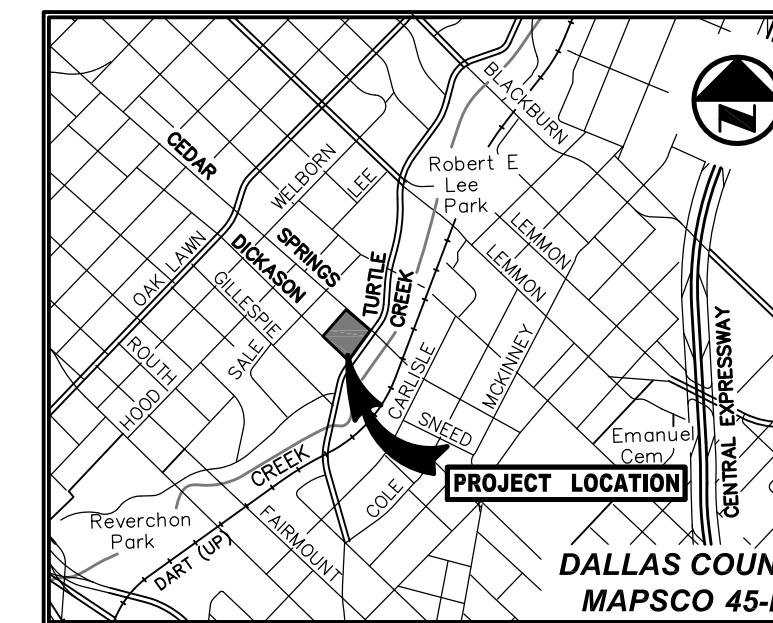 BLACKBURN
CEDAR
WELBORN
LEE
Robert E
Lee
Park
LEMMON
LEMMON
SPRINGS
DICKASON
OAK LAWN
GILLESPIE
TURTLE
CREEK
SALE
ROUTH
HOOD
CARLISLE
MCKINNEY
SNEED
CENTRAL EXPRESSWAY
Emanuel
Cem
PROJECT LOCATION
CREEK
COLE
Reverchon
Park
FAIRMOUNT
DART (UP)
N
DALLAS COUN
MAPSCO 45-